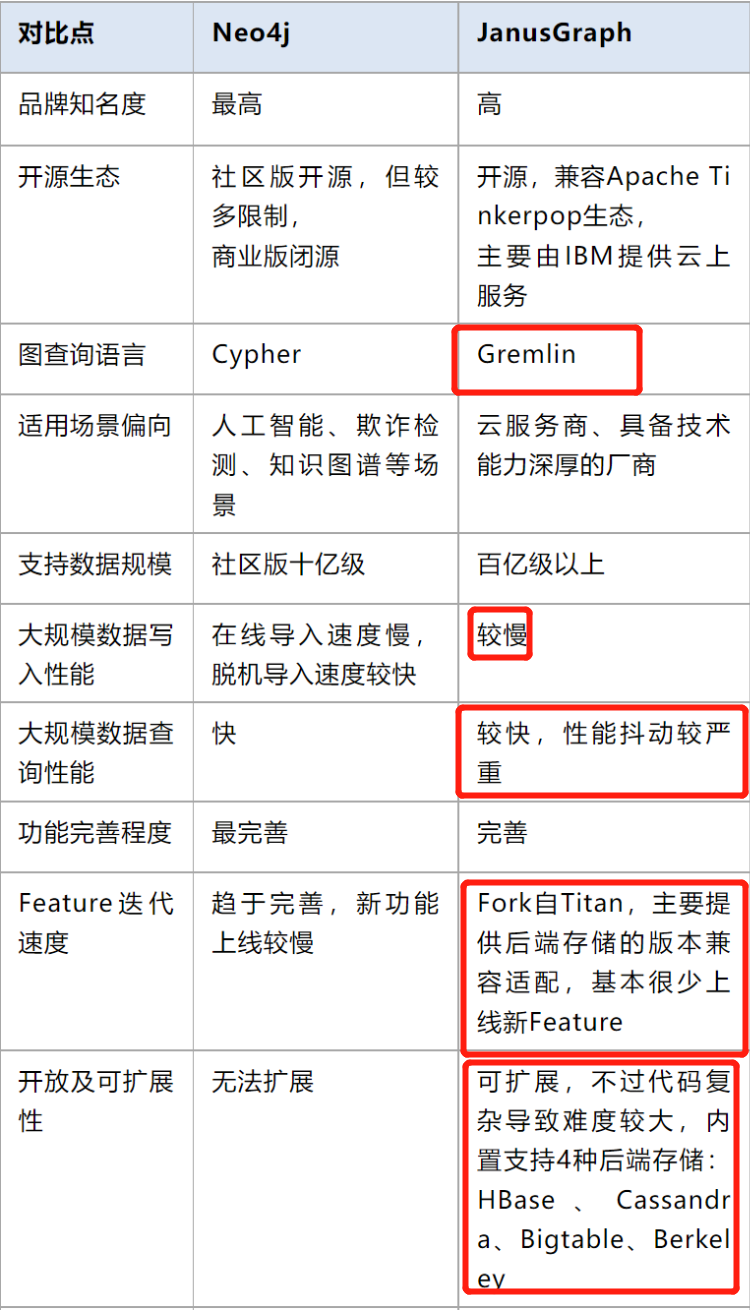 对比点
Neo4j
JanusGraph
品牌知名度
最高
高
开源生态
社区版开源，但较
多限制，
商业版闭源
开源，兼容Apache Ti
nkerpop生态，
主要由IBM提供云上
服务
图查询语言
Cypher
Gremlin
适用场景偏向
人工智能、欺诈检
测、知识图谱等场
景
云服务商、具备技术
能力深厚的厂商
支持数据规模
社区版十亿级
百亿级以上
大规模数据写
入性能
在线导入速度慢，
脱机导入速度较快
较慢
大规模数据查
询性能
快
较快，性能抖动较严
重
功能完善程度
最完善
完善
Feature迭代
速度
趋于完善，新功能
上线较慢
Fork自Titan，主要提
供后端存储的版本兼
容适配，基本很少上
线新Feature
开放及可扩展
性
无法扩展
可扩展，不过代码复
杂导致难度较大，内
置支持4种后端存储：
HBase、Cassandr
a、Bigtable、Berkel
ey